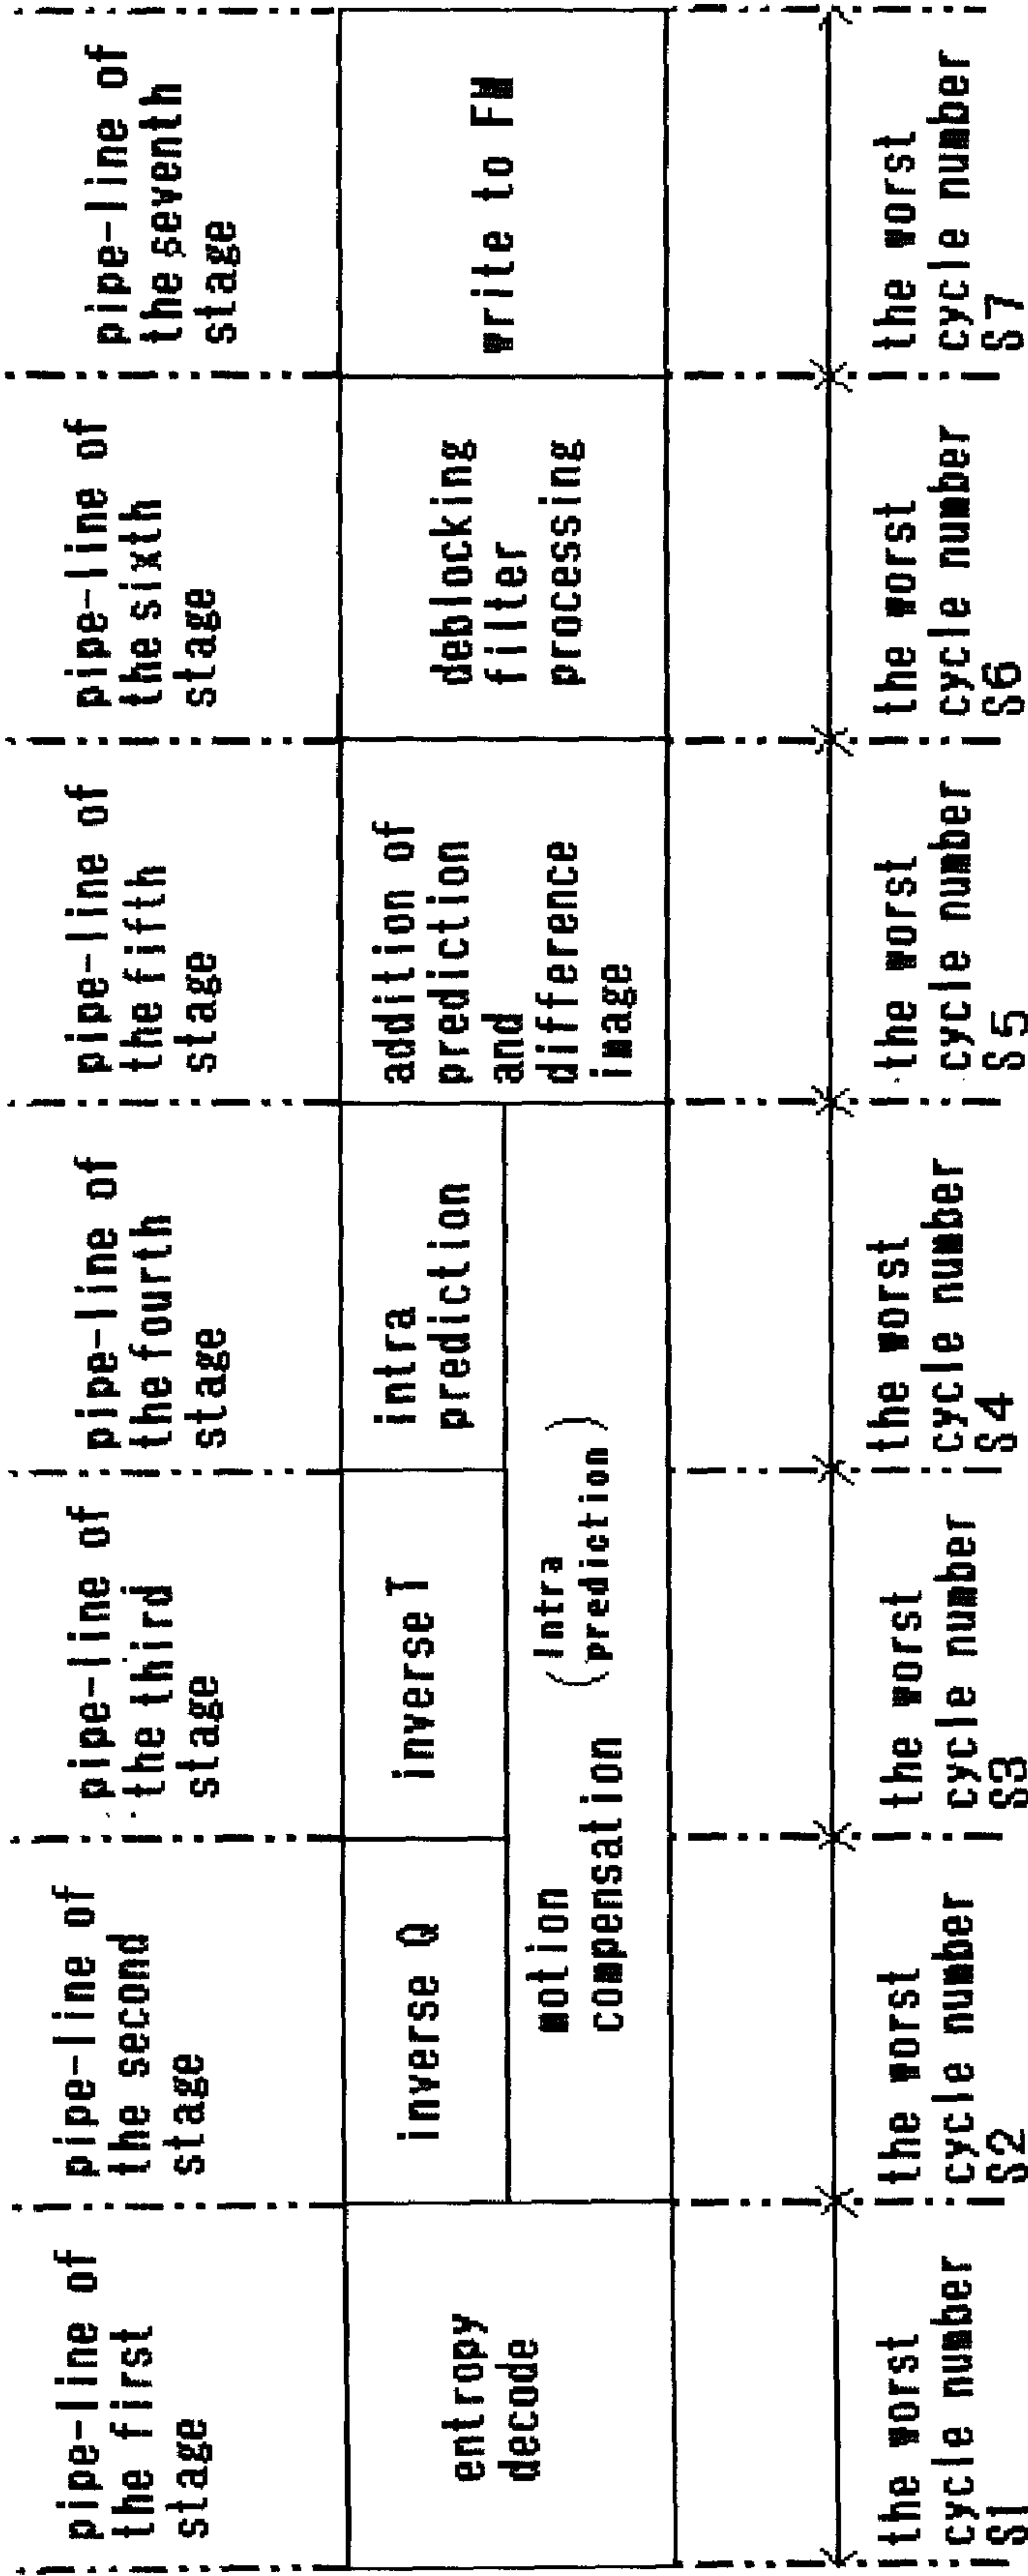 pipe-line of
the first
stage
pipe-line of
the second
stage
pipe-line of
the third
stage
pipe-line of
the fourth
stage
pipe-line of
the fifth
stage
pipe-line of
the sixth
stage
pipe-line of
the seventh
stage
entropy
decode
inverse Q
inverse T
intra
prediction
motion
compensation
(Intra
prediction)
addition of
prediction
and
difference
image
deblocking
filter
processing
write to FM
the worst
cycle number
S1
the worst
cycle number
S2
the worst
cycle number
S3
the worst
cycle number
S4
the worst
cycle number
S5
the worst
cycle number
S6
the worst
cycle number
S7